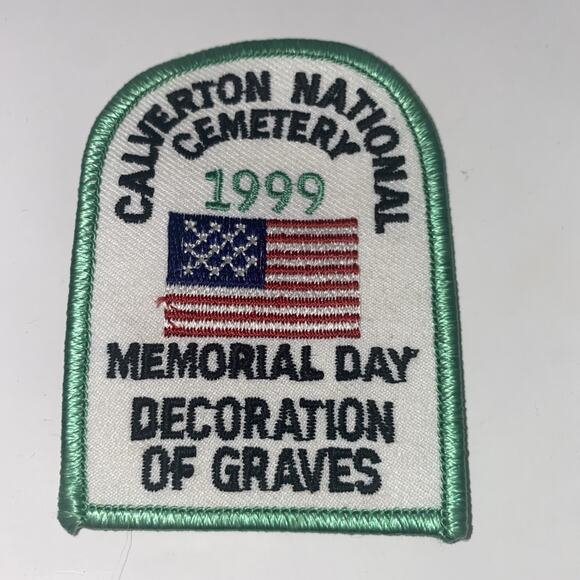 CALVERTON NATIONAL
CEMETERY
1999
MEMORIAL DAY
DECORATION
OF GRAVES